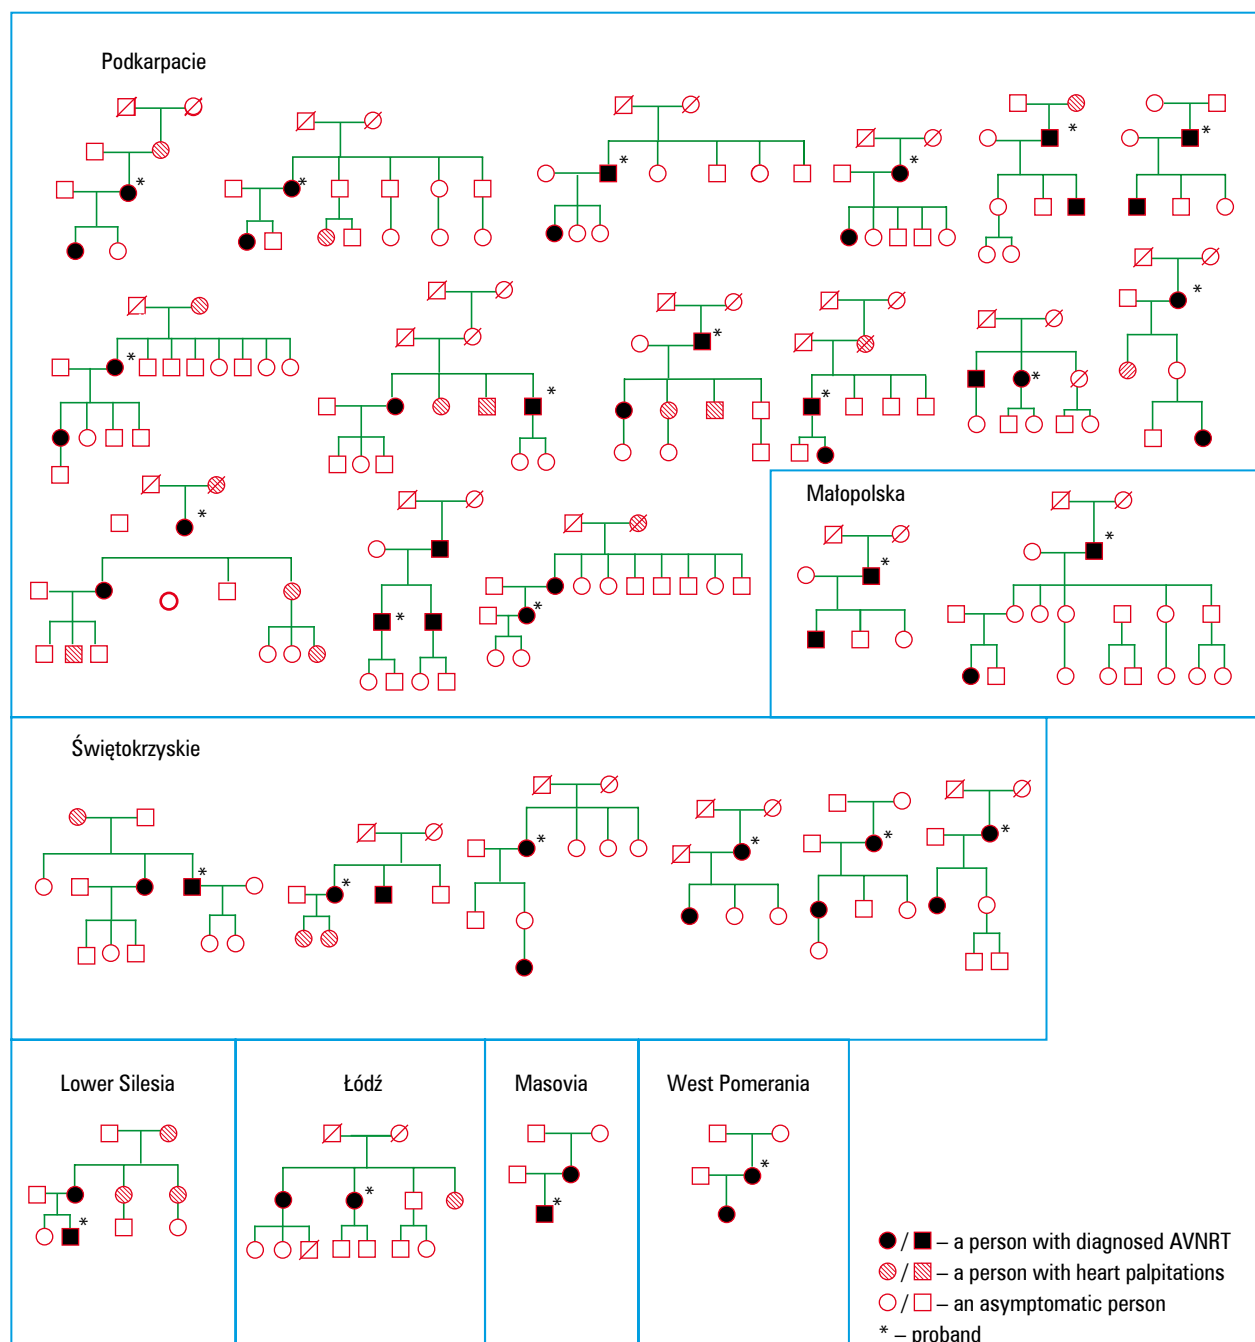 Podkarpacie
Małopolska
Świętokrzyskie
Lower Silesia
Łódź
Masovia
West Pomerania
/ – a person with diagnosed AVNRT
/ – a person with heart palpitations
/ – an asymptomatic person
* – proband